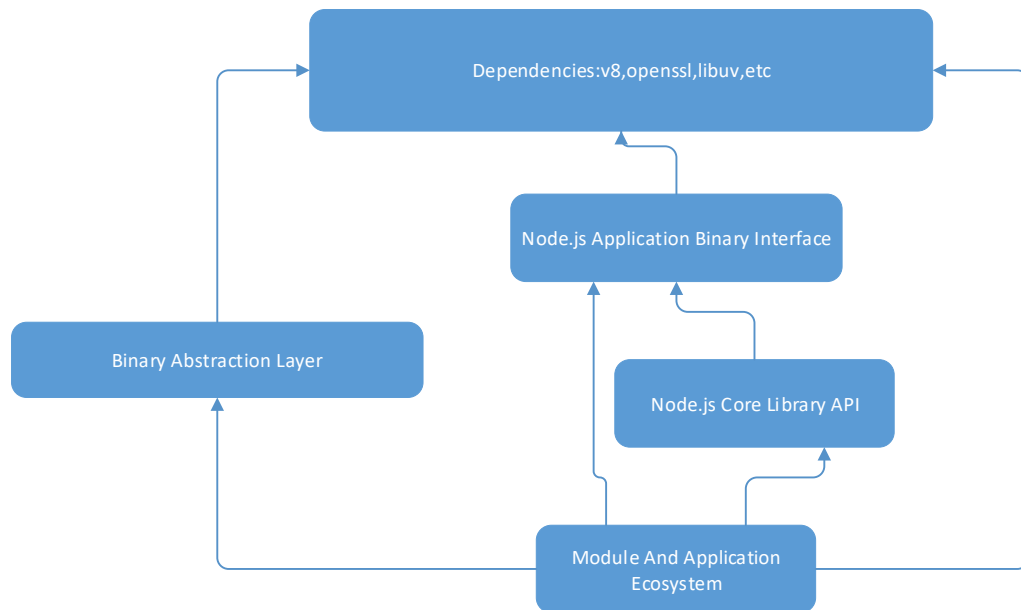 Dependencies:v8,openssl,libuv,etc
Node.js Application Binary Interface
Binary Abstraction Layer
Node.js Core Library API
Module And Application
Ecosystem